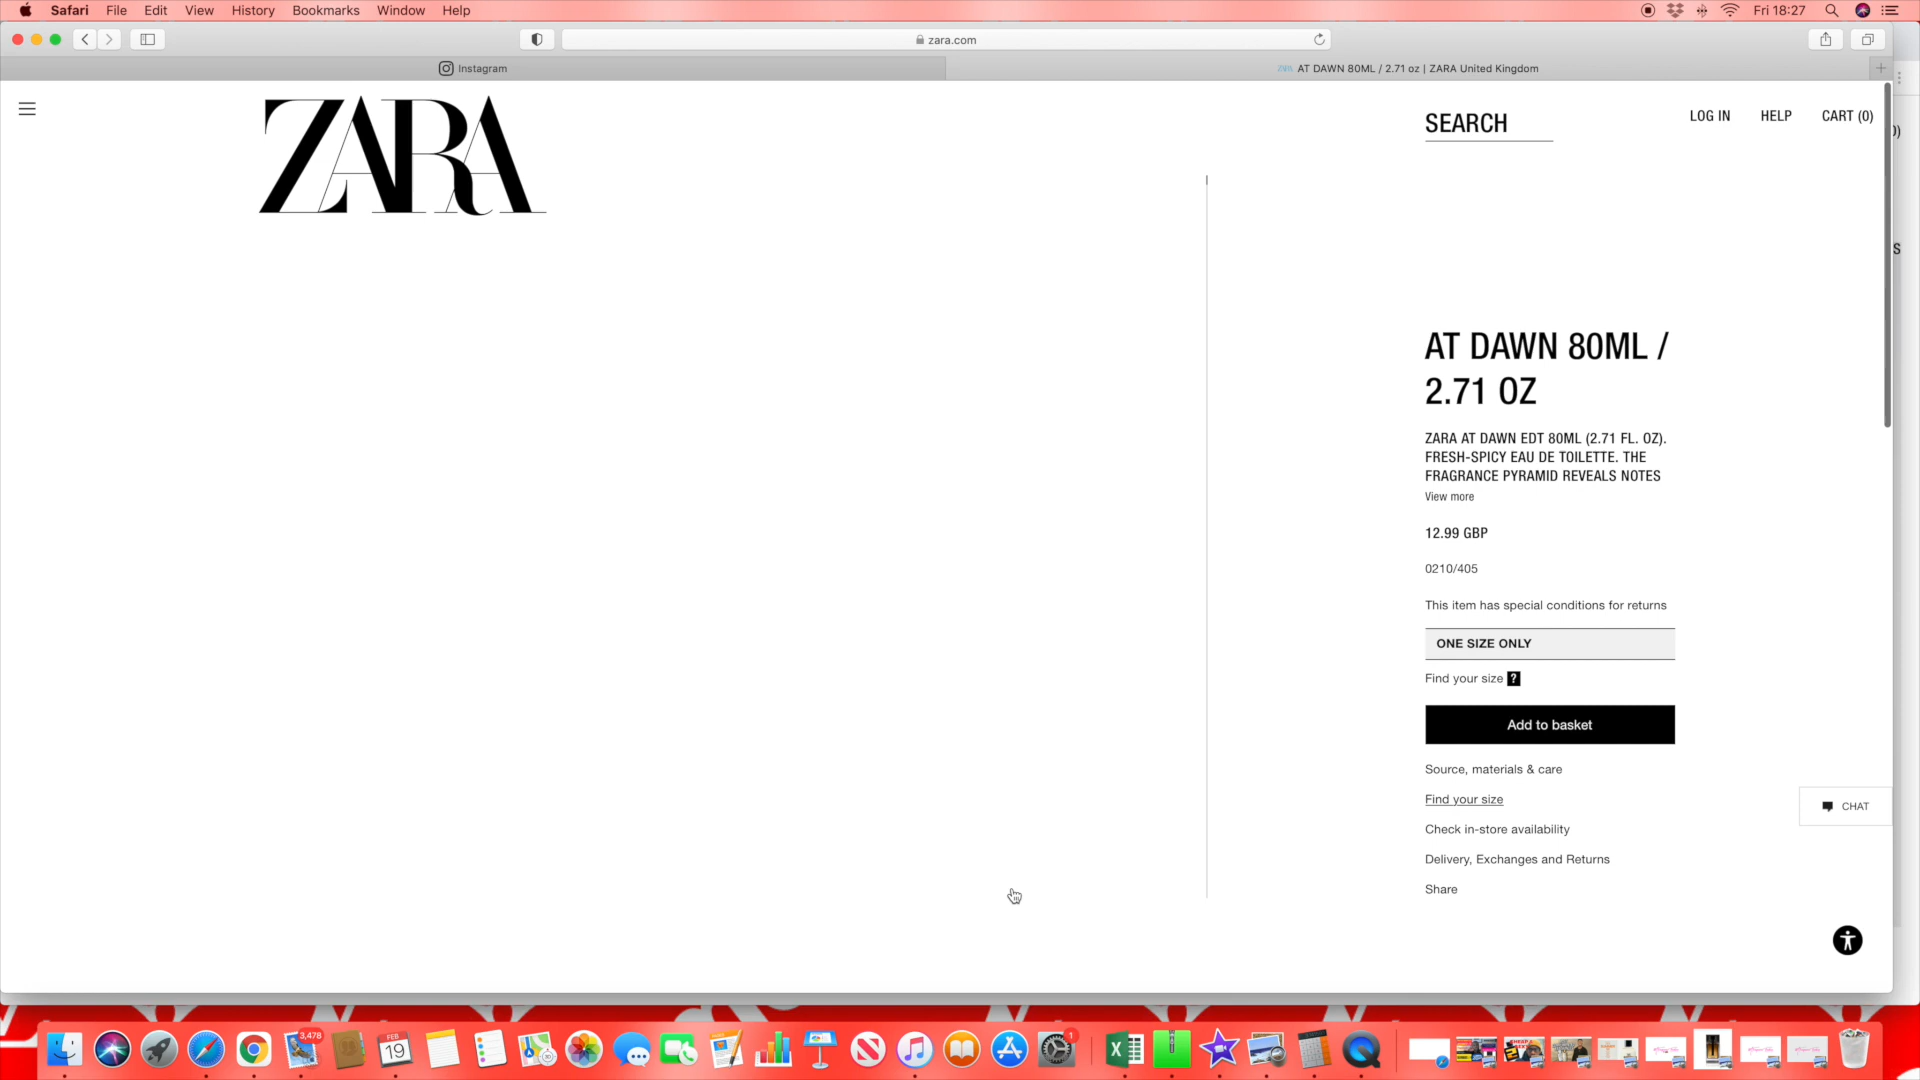 Safari File Edit View History Bookmarks Window Help
Fri 18:27
zara.com
Instagram
ZARA AT DAWN 80ML / 2.71 oz | ZARA United Kingdom
ZARA
SEARCH
LOG IN HELP CART (0)
0)
S
AT DAWN 80ML /
2.71 OZ
ZARA AT DAWN EDT 80ML (2.71 FL. OZ).
FRESH-SPICY EAU DE TOILETTE. THE
FRAGRANCE PYRAMID REVEALS NOTES
View more
12.99 GBP
0210/405
This item has special conditions for returns
ONE SIZE ONLY
Find your size ?
Add to basket
Source, materials & care
Find your size
Check in-store availability
Delivery, Exchanges and Returns
Share
CHAT
3,478
FEB
19
1